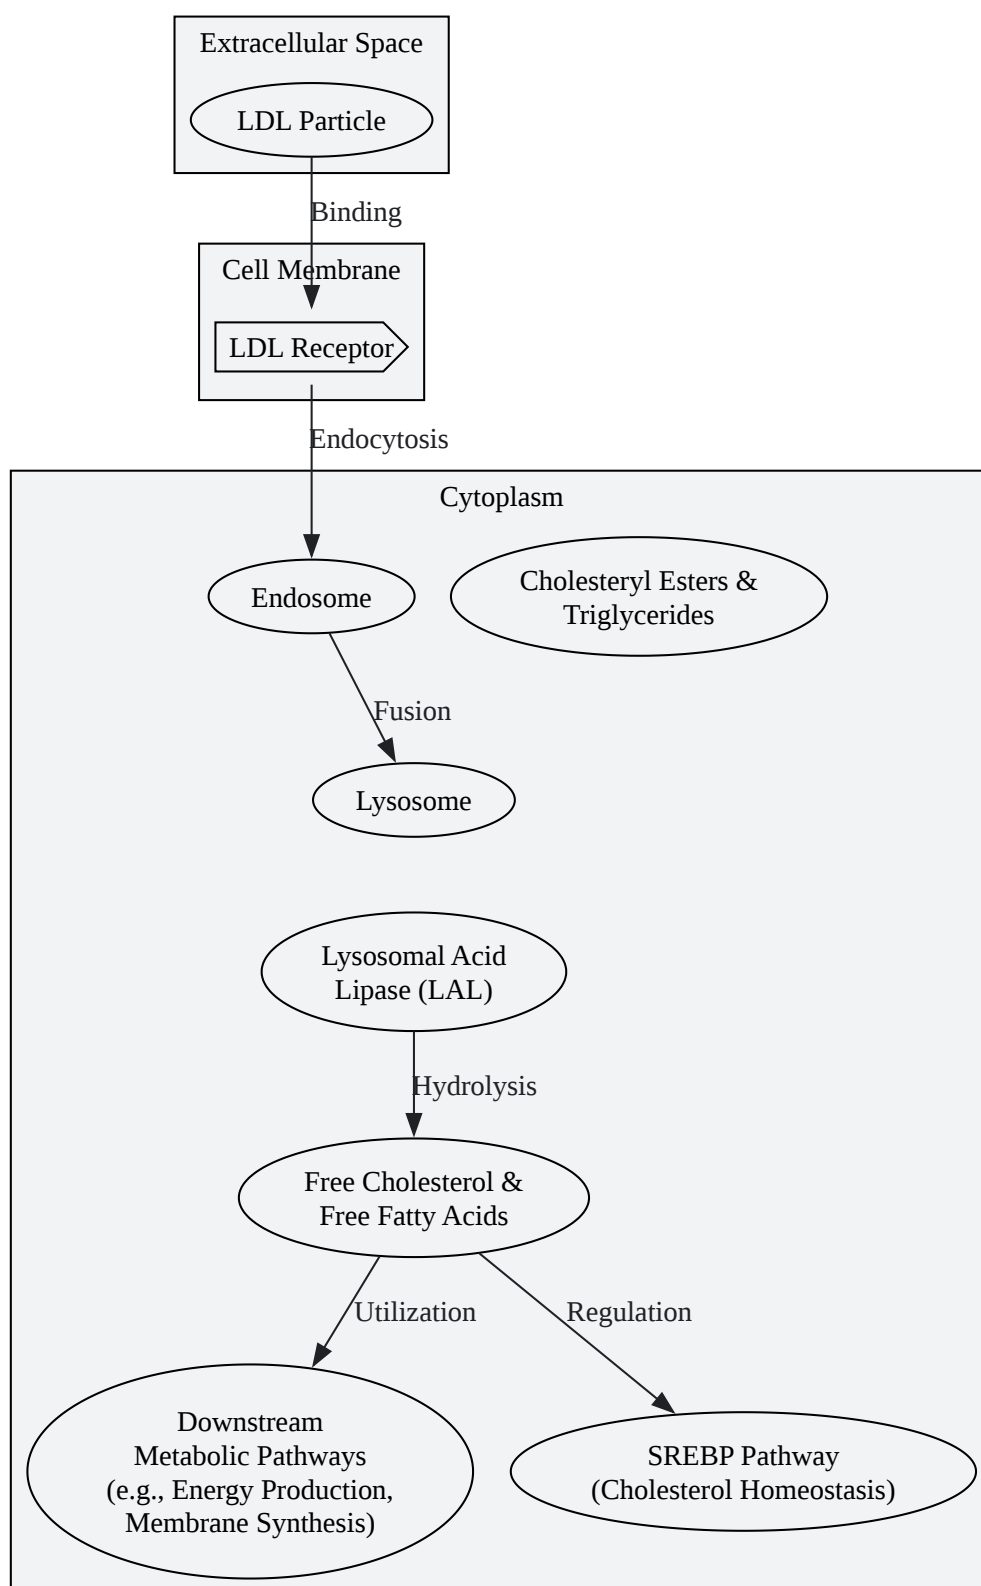 Extracellular Space
LDL Particle
Binding
Cell Membrane
LDL Receptor
Endocytosis
Cytoplasm
Endosome
Cholesteryl Esters &
Triglycerides
Fusion
Lysosome
Lysosomal Acid
Lipase (LAL)
Hydrolysis
Free Cholesterol &
Free Fatty Acids
Utilization
Regulation
Downstream
Metabolic Pathways
(e.g., Energy Production,
Membrane Synthesis)
SREBP Pathway
(Cholesterol Homeostasis)